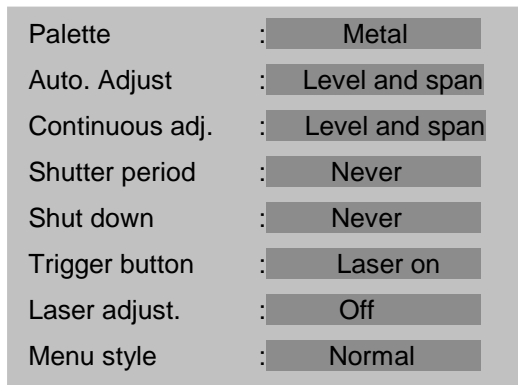 Palette : Metal
Auto. Adjust : Level and span
Continuous adj. : Level and span
Shutter period : Never
Shut down : Never
Trigger button : Laser on
Laser adjust. : Off
Menu style : Normal